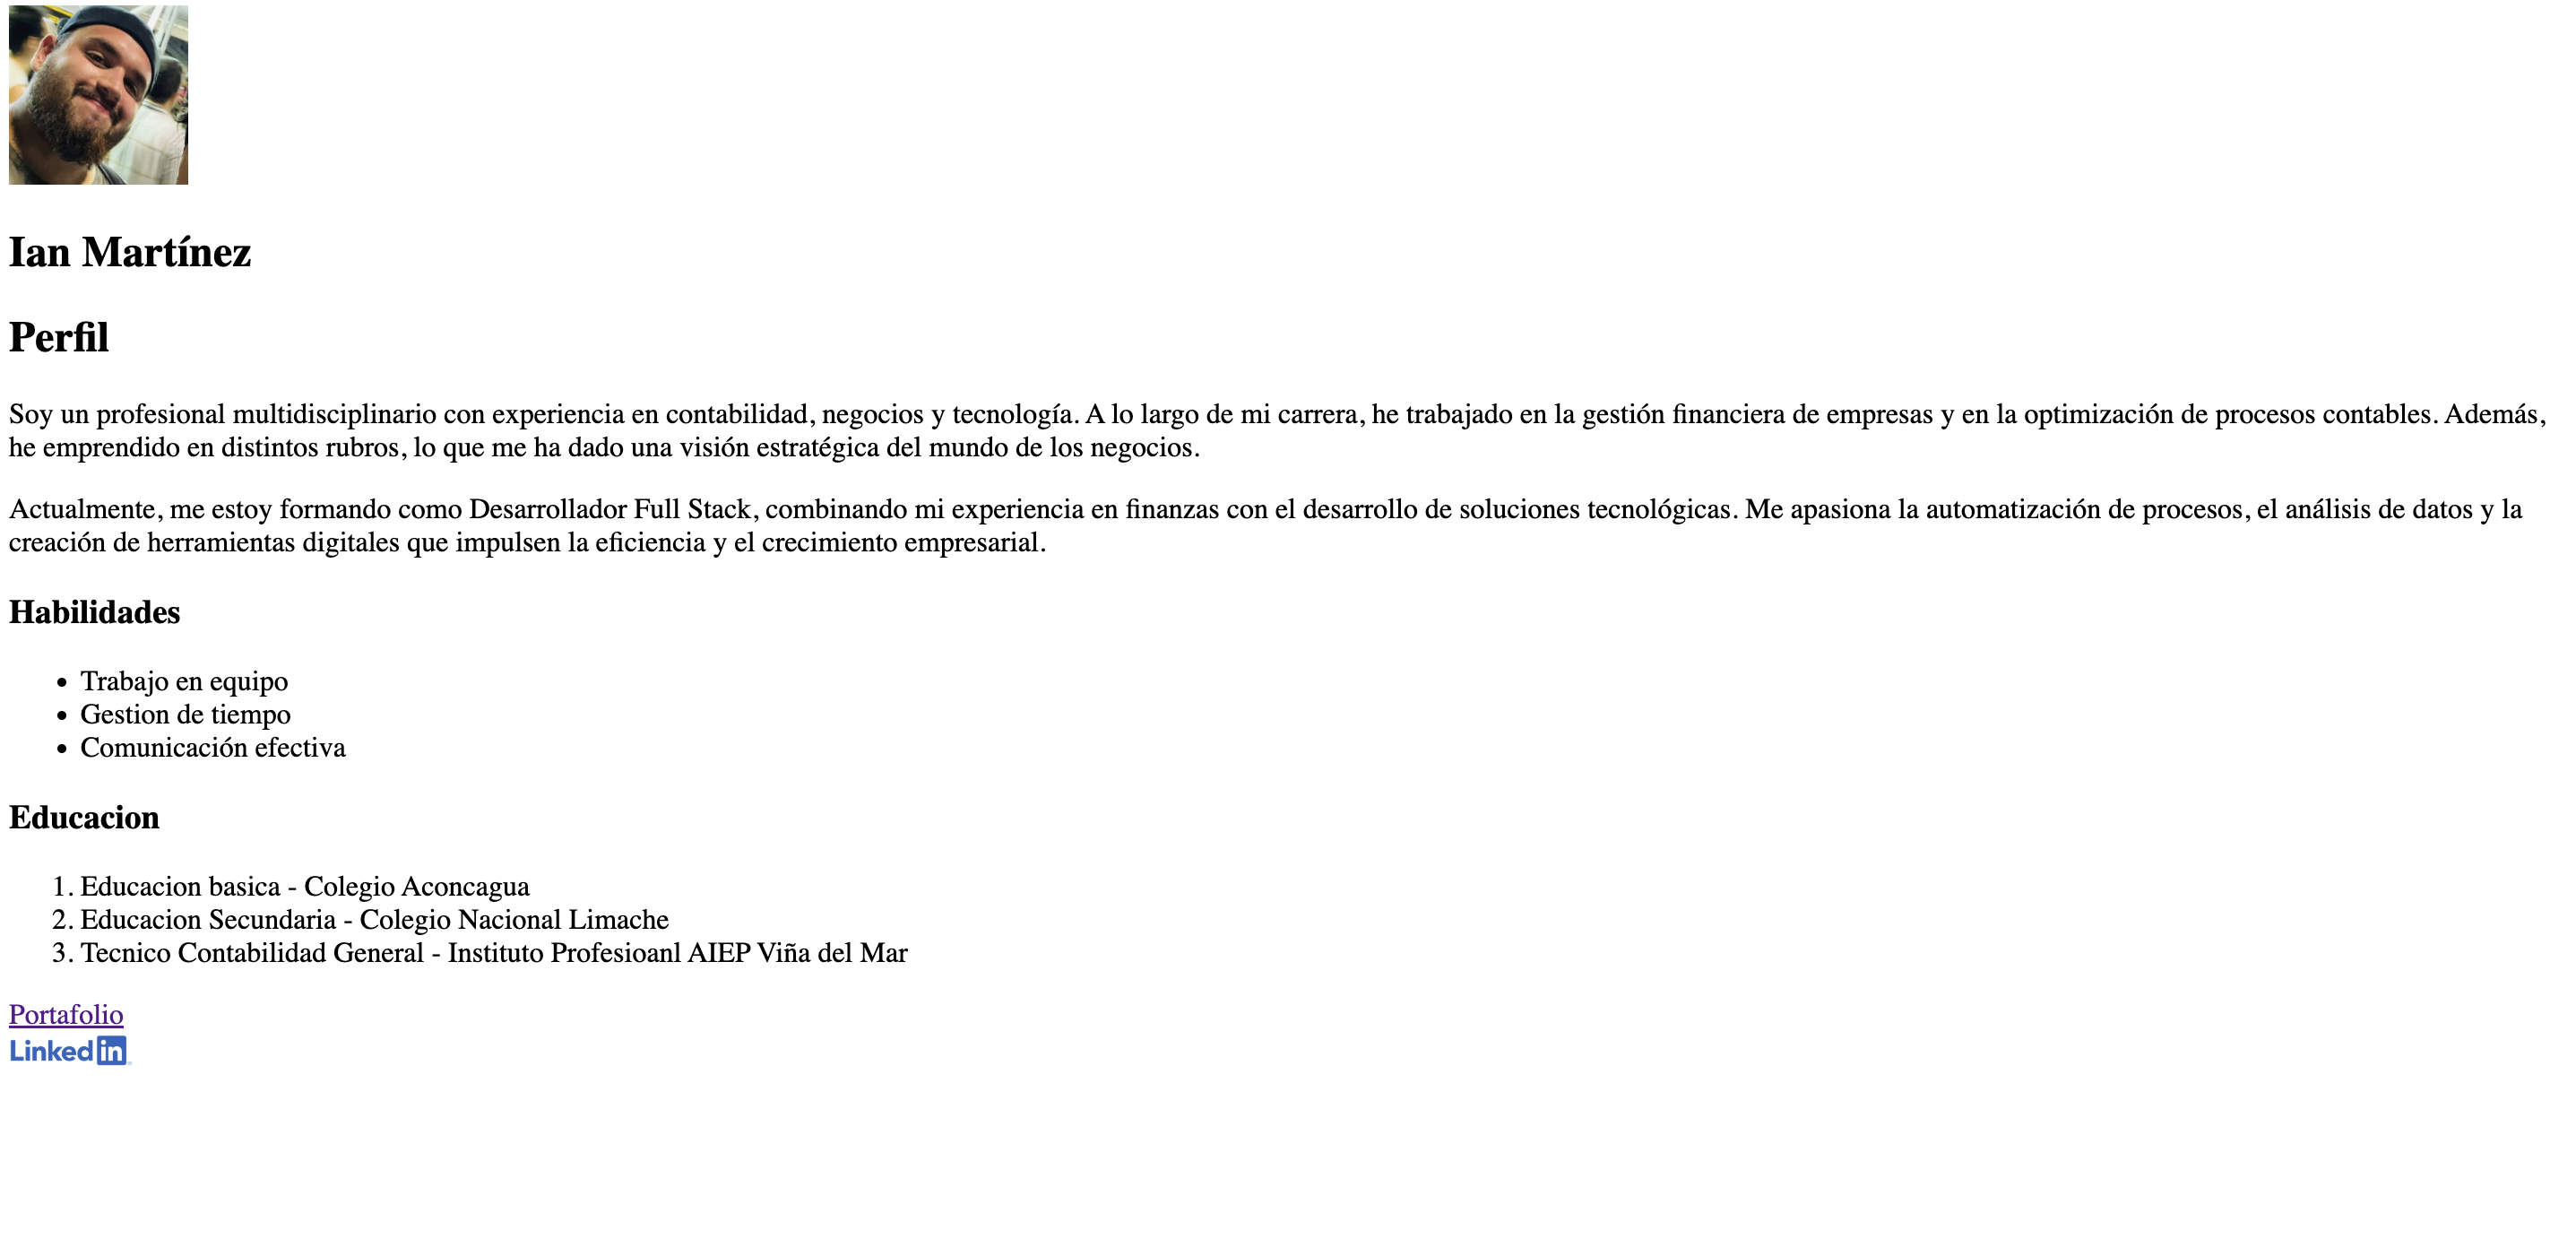 Ian Martínez
Perfil
Soy un profesional multidisciplinario con experiencia en contabilidad, negocios y tecnología. A lo largo de mi carrera, he trabajado en la gestión financiera de empresas y en la optimización de procesos contables. Además,
he emprendido en distintos rubros, lo que me ha dado una visión estratégica del mundo de los negocios.
Actualmente, me estoy formando como Desarrollador Full Stack, combinando mi experiencia en finanzas con el desarrollo de soluciones tecnológicas. Me apasiona la automatización de procesos, el análisis de datos y la
creación de herramientas digitales que impulsen la eficiencia y el crecimiento empresarial.
Habilidades
• Trabajo en equipo
• Gestion de tiempo
• Comunicación efectiva
Educacion
1. Educacion basica - Colegio Aconcagua
2. Educacion Secundaria - Colegio Nacional Limache
3. Tecnico Contabilidad General - Instituto Profesioanl AIEP Viña del Mar
Portafolio
Linkedin